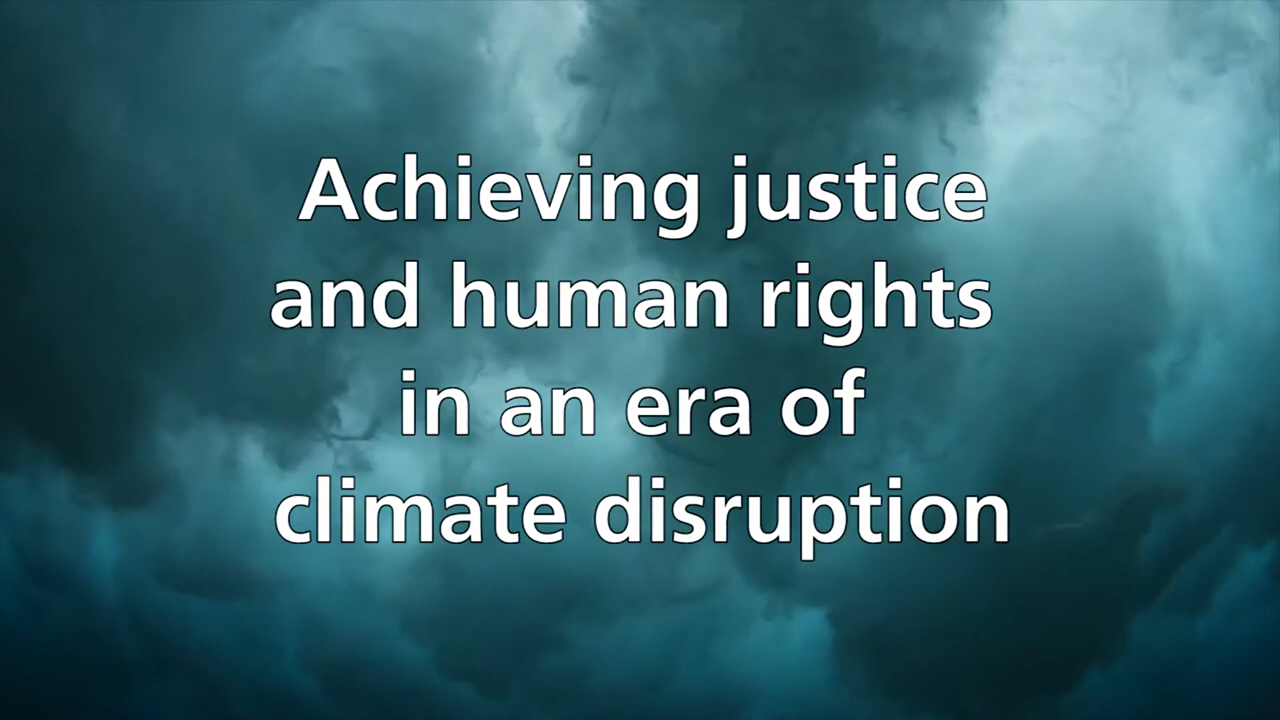 Achieving justice
and human rights
in an era of
climate disruption